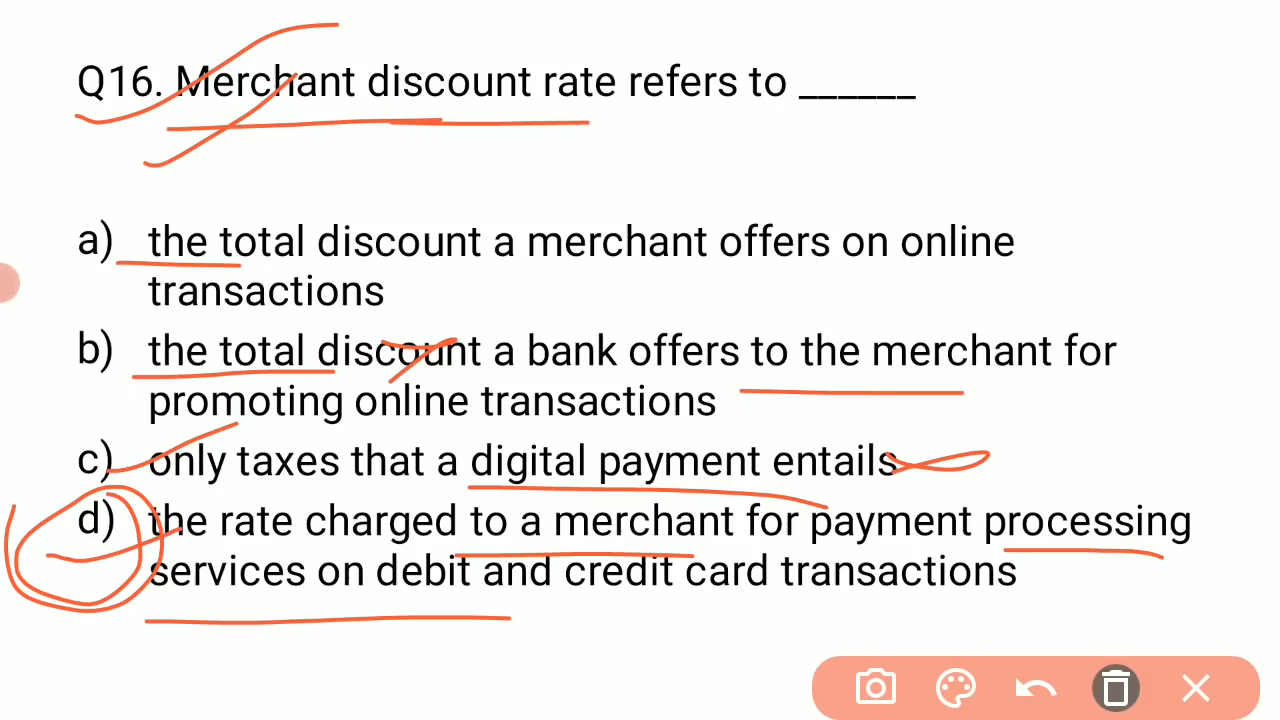 Q16. Merchant discount rate refers to ______
a) the total discount a merchant offers on online
transactions
b) the total discount a bank offers to the merchant for
promoting online transactions
c) only taxes that a digital payment entails
d) the rate charged to a merchant for payment processing
services on debit and credit card transactions